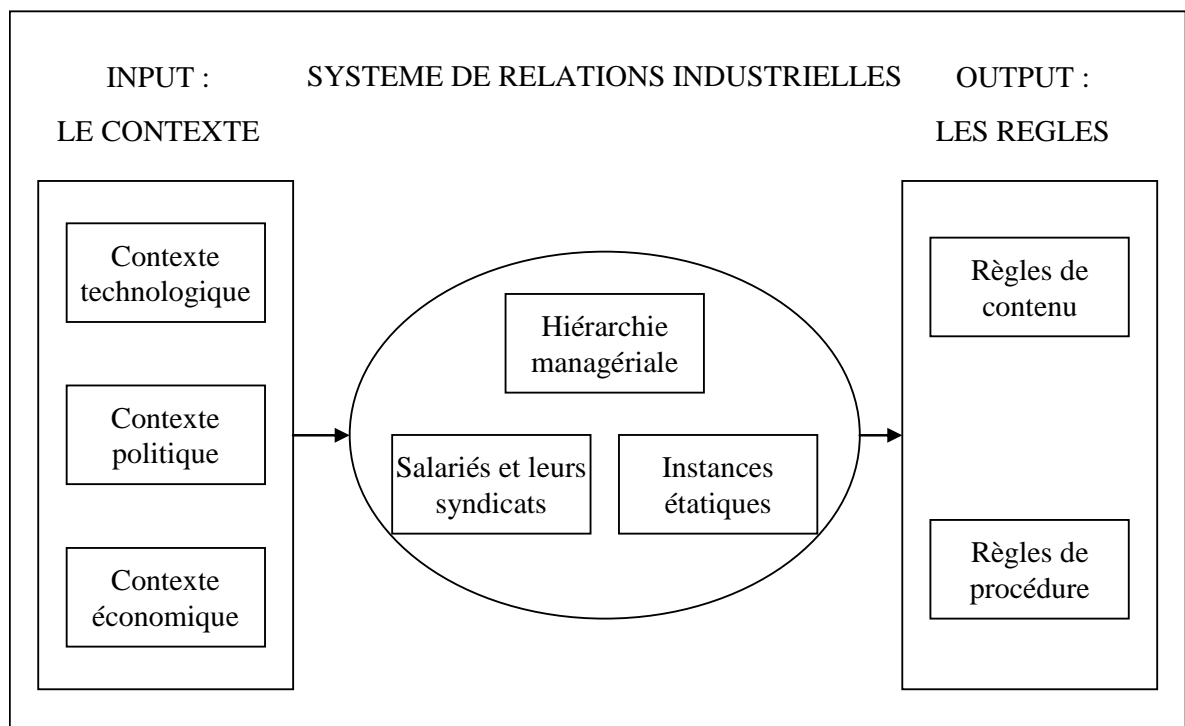 INPUT :
LE CONTEXTE
SYSTEME DE RELATIONS INDUSTRIELLES
OUTPUT :
LES REGLES
Contexte
technologique
Contexte
politique
Contexte
économique
Hiérarchie
managériale
Salariés et leurs
syndicats
Instances
étatiques
Règles de
contenu
Règles de
procédure